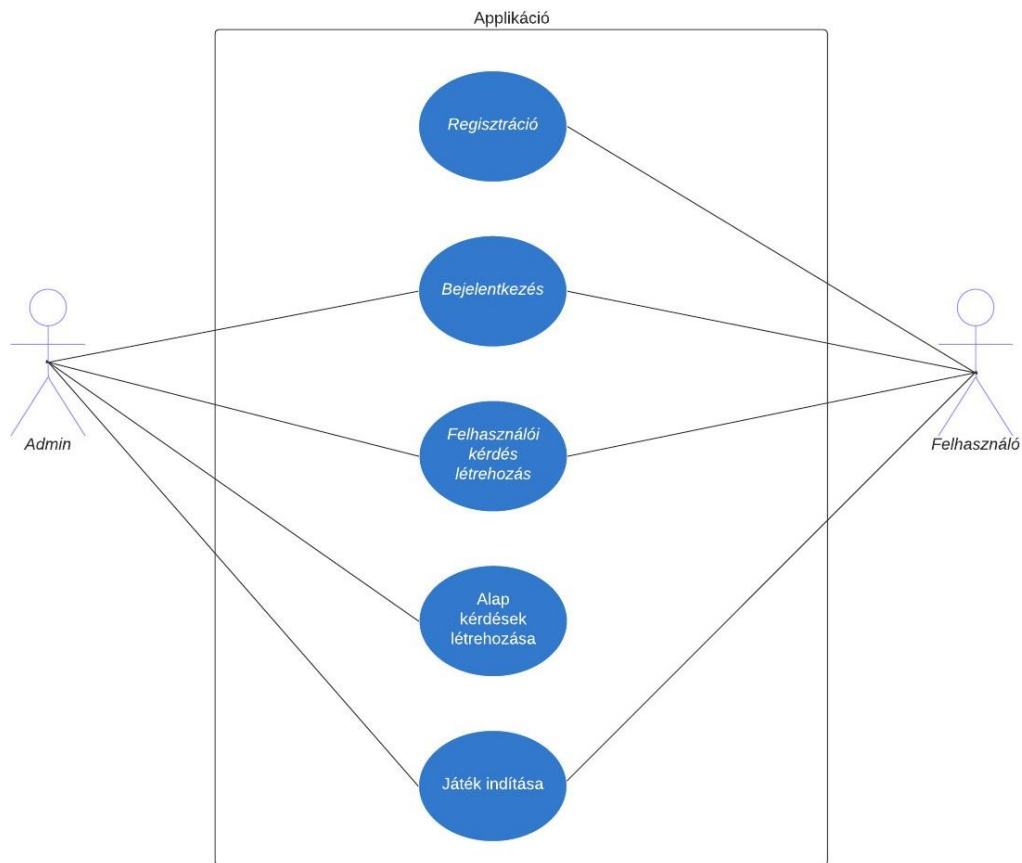 Applikáció
Regisztráció
Bejelentkezés
Admin
Felhasználó
Felhasználói
kérdés
létrehozás
Alap
kérdések
létrehozása
Játék indítása